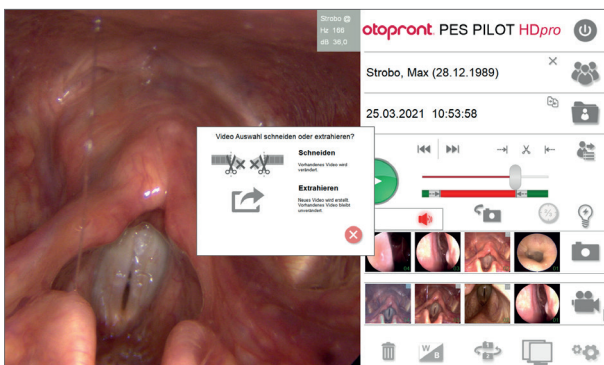 Strobo @
Hz 166
dB 36.0
otopront. PES PILOT HDpro
Strobo, Max (28.12.1989)
25.03.2021 10:53:58
Video Auswahl schneiden oder extrahieren?
Schneiden
Vorhandenes Video wird
verändert.
Extrahieren
Neues Video wird erstellt.
Vorhandenes Video bleibt
unverändert.
W
B